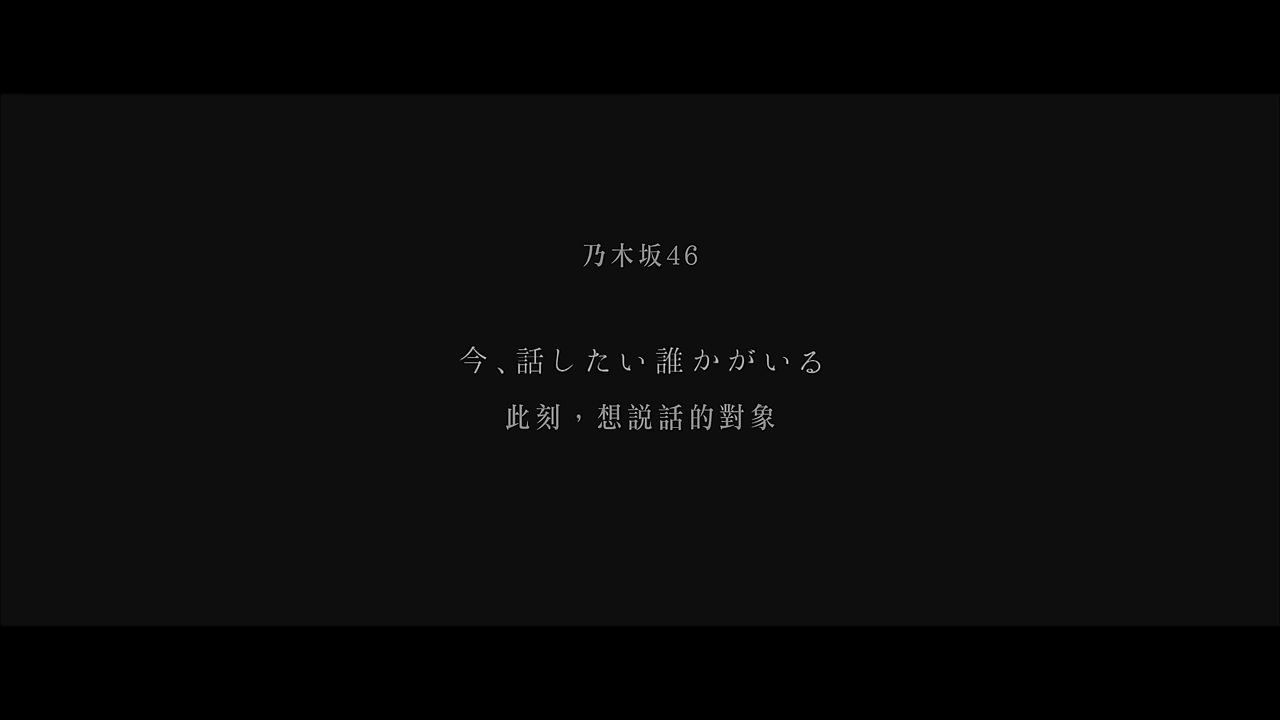 乃木坂46
今、話したい誰かがいる
此刻，想説話的對象